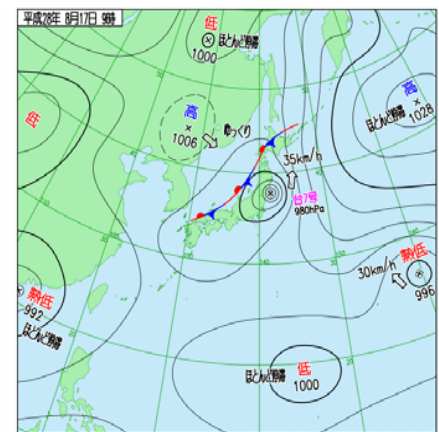 平成28年 8月17日 9時
低
ほとんど停滞
1000
高
1006
ゆっくり
高
ほとんど停滞
1028
低
35km/h
台7号
980hPa
熱低
30km/h
996
熱低
992
ほとんど停滞
低
ほとんど停滞
1000